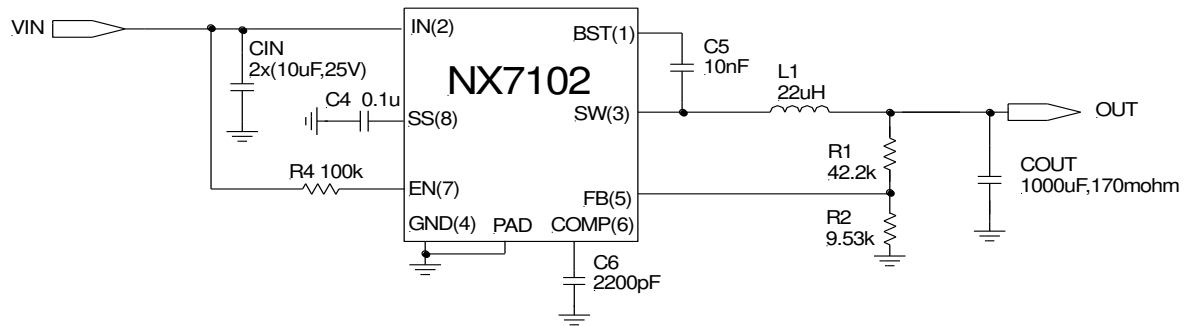 VIN
IN(2)
BST(1)
CIN
2x(10uF,25V)
C5
10nF
NX7102
L1
22uH
C4 0.1u
SS(8)
SW(3)
OUT
R1
42.2k
COUT
1000uF,170mohm
R4 100k
EN(7)
FB(5)
R2
9.53k
GND(4)
PAD
COMP(6)
C6
2200pF